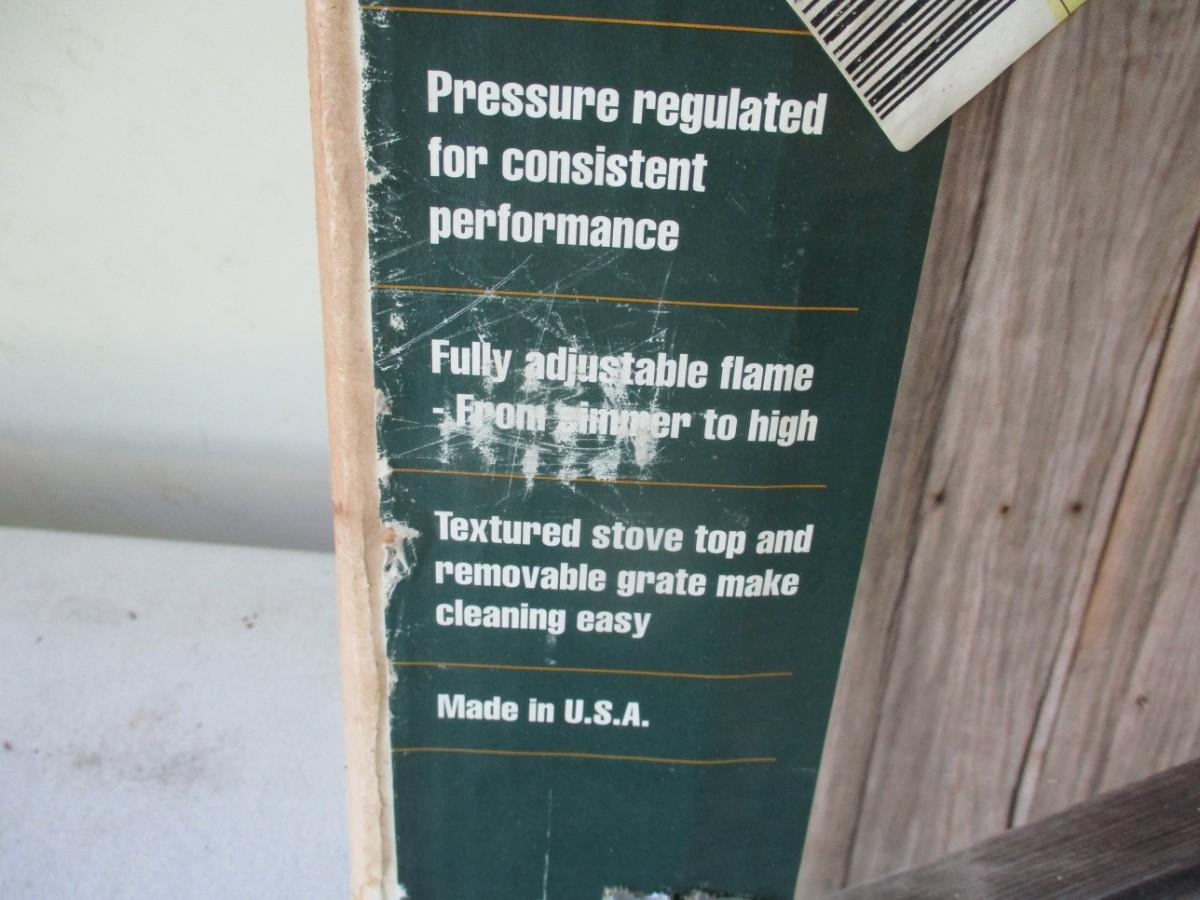 Pressure regulated
for consistent
performance
Fully adjustable flame
- From simmer to high
Textured stove top and
removable grate make
cleaning easy
Made in U.S.A.